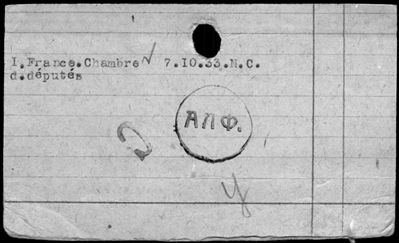 I.France.Chambre √ 7.10.33.N.C.
d.députés
АЛФ.